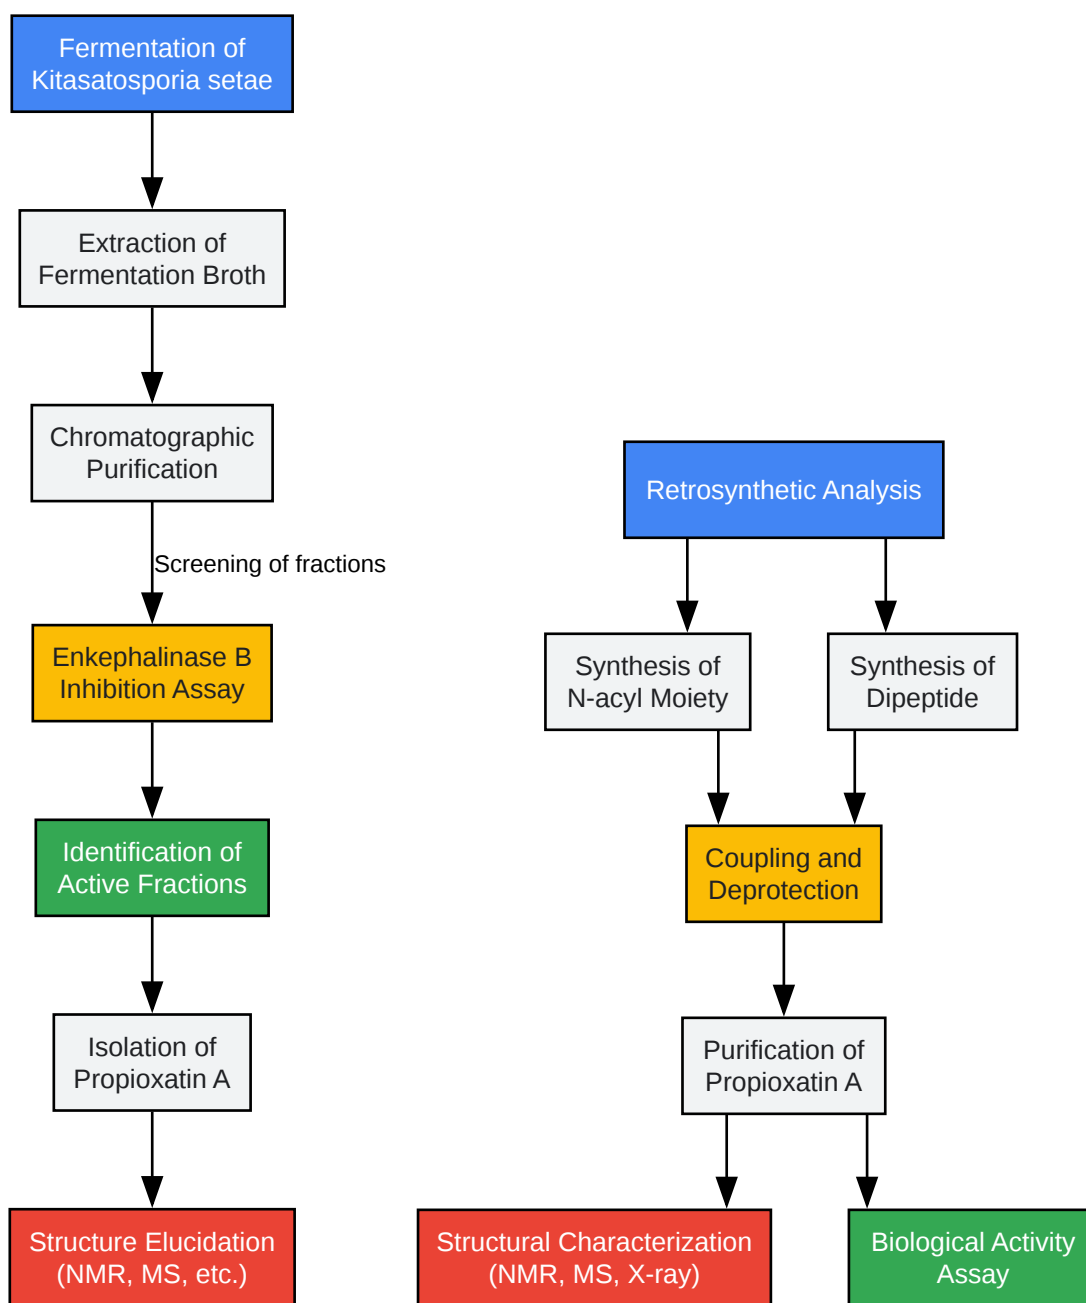 Fermentation of
Kitasatosporia setae
Extraction of
Fermentation Broth
Chromatographic
Purification
Screening of fractions
Enkephalinase B
Inhibition Assay
Identification of
Active Fractions
Isolation of
Propioxatin A
Structure Elucidation
(NMR, MS, etc.)
Retrosynthetic Analysis
Synthesis of
N-acyl Moiety
Synthesis of
Dipeptide
Coupling and
Deprotection
Purification of
Propioxatin A
Structural Characterization
(NMR, MS, X-ray)
Biological Activity
Assay